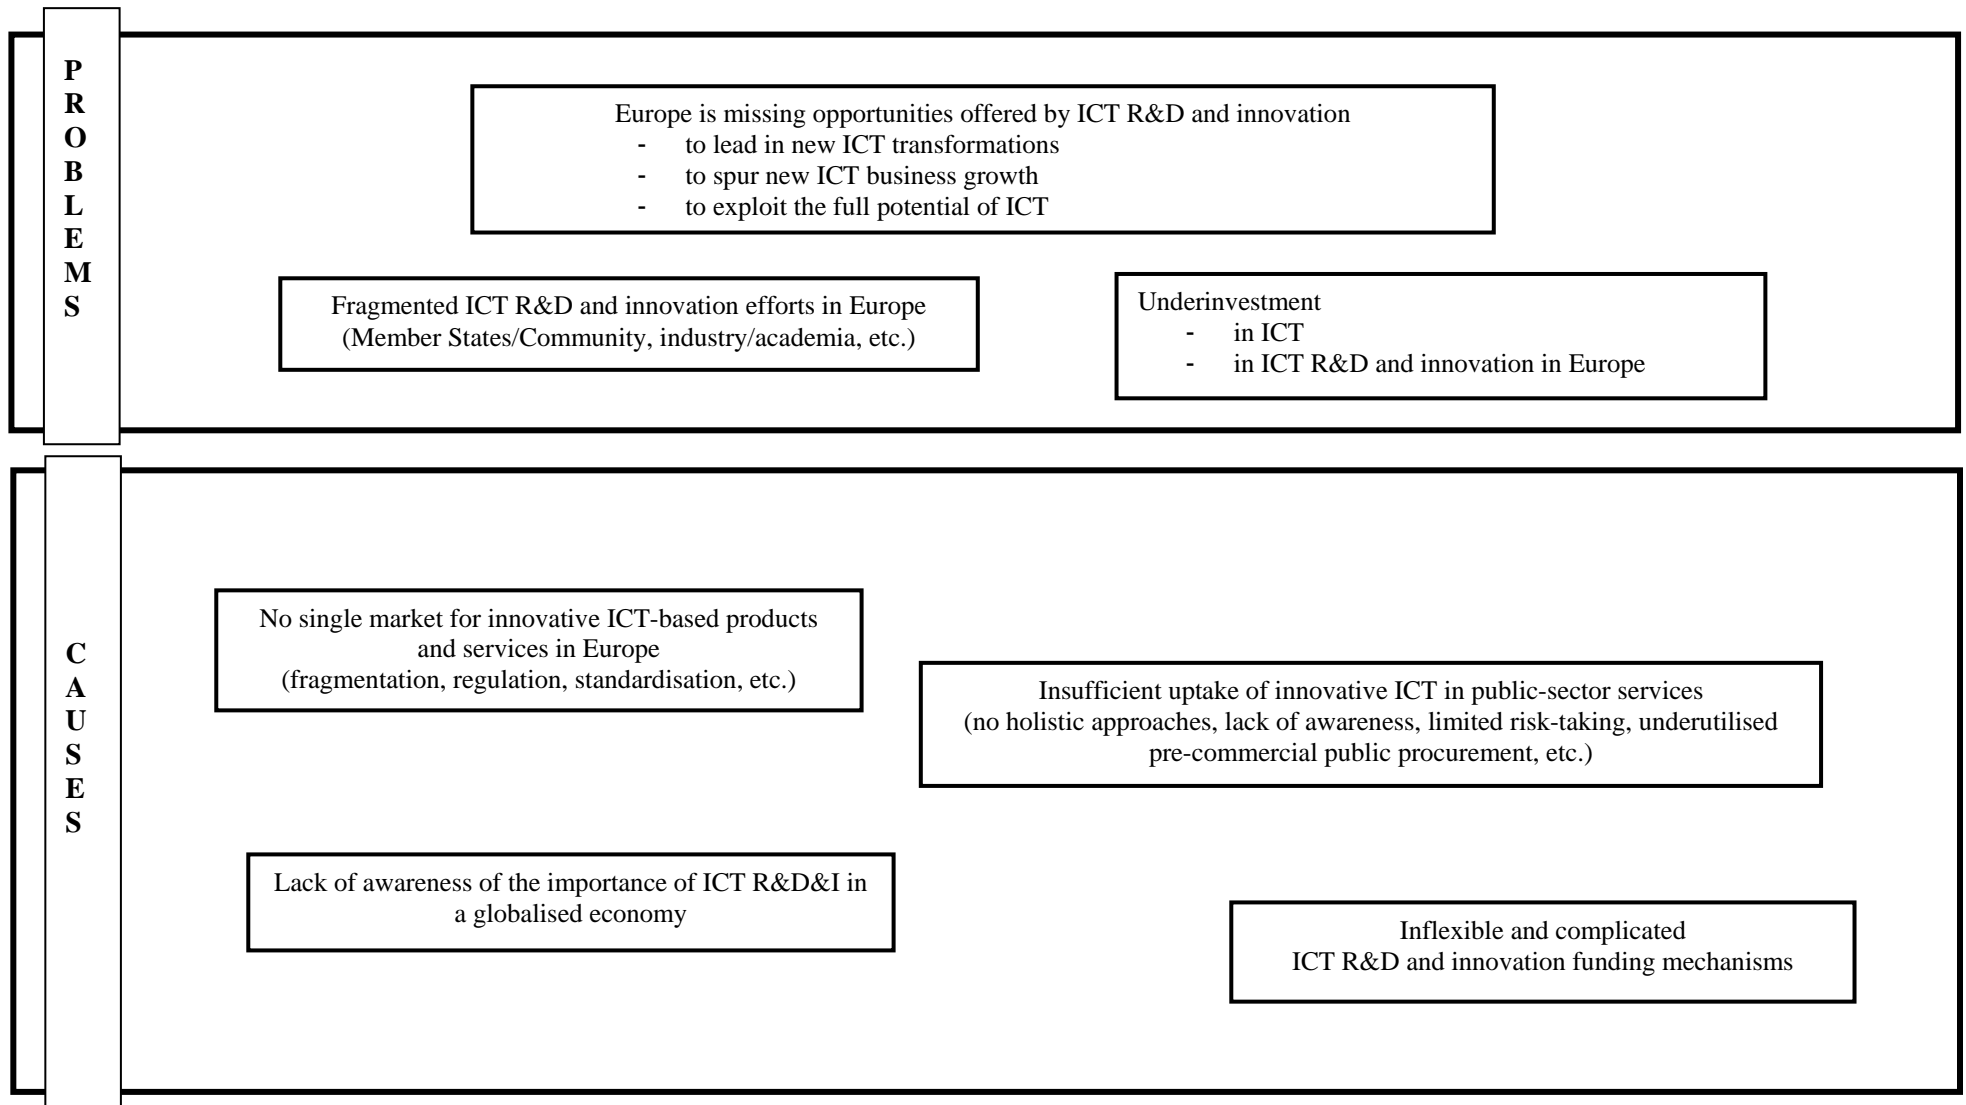 PROBLEMS
Europe is missing opportunities offered by ICT R&D and innovation
- to lead in new ICT transformations
- to spur new ICT business growth
- to exploit the full potential of ICT
Fragmented ICT R&D and innovation efforts in Europe
(Member States/Community, industry/academia, etc.)
Underinvestment
- in ICT
- in ICT R&D and innovation in Europe
CAUSES
No single market for innovative ICT-based products
and services in Europe
(fragmentation, regulation, standardisation, etc.)
Insufficient uptake of innovative ICT in public-sector services
(no holistic approaches, lack of awareness, limited risk-taking, underutilised
pre-commercial public procurement, etc.)
Lack of awareness of the importance of ICT R&D&I in
a globalised economy
Inflexible and complicated
ICT R&D and innovation funding mechanisms